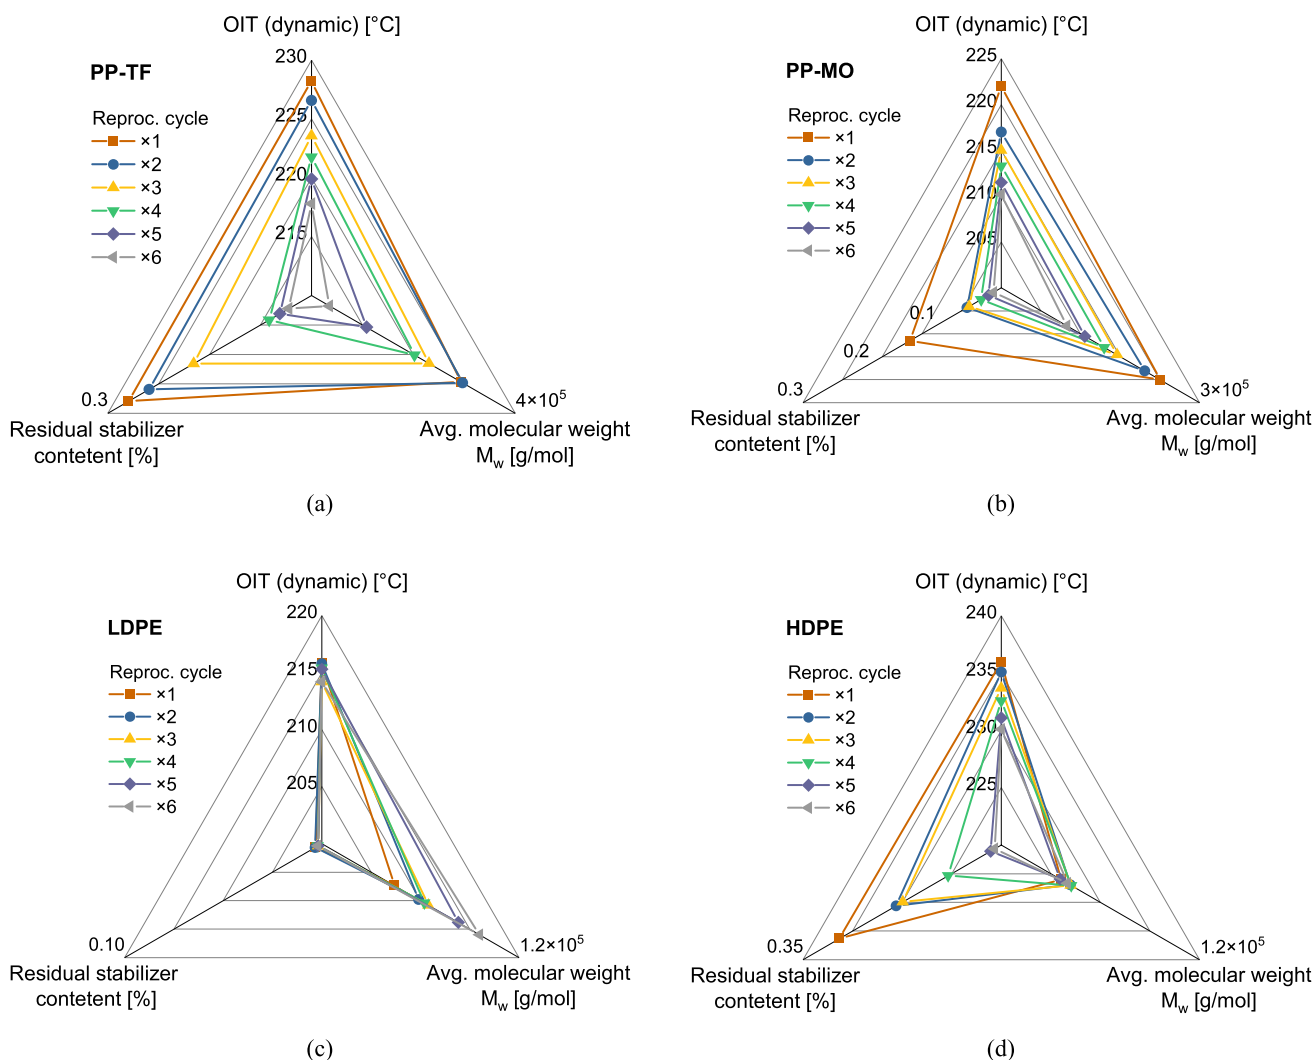 OIT (dynamic) [°C]
230
PP-TF
Reproc. cycle
×1
×2
×3
×4
×5
×6
225
220
215
0.3
4×10⁵
Residual stabilizer
contetent [%]
Avg. molecular weight
Mw [g/mol]
(a)
OIT (dynamic) [°C]
225
PP-MO
Reproc. cycle
×1
×2
×3
×4
×5
×6
220
215
210
205
0.1
0.2
0.3
3×10⁵
Residual stabilizer
contetent [%]
Avg. molecular weight
Mw [g/mol]
(b)
OIT (dynamic) [°C]
220
LDPE
Reproc. cycle
×1
×2
×3
×4
×5
×6
215
210
205
0.10
1.2×10⁵
Residual stabilizer
contetent [%]
Avg. molecular weight
Mw [g/mol]
(c)
OIT (dynamic) [°C]
240
HDPE
Reproc. cycle
×1
×2
×3
×4
×5
×6
235
230
225
0.35
1.2×10⁵
Residual stabilizer
contetent [%]
Avg. molecular weight
Mw [g/mol]
(d)